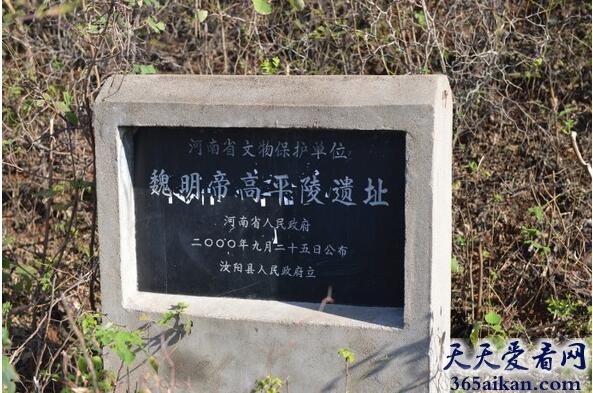 河南省文物保护单位
魏明帝高平陵遗址
河南省人民政府
二〇〇〇年九月二十五日公布
汝阳县人民政府立
天天爱看网
365aikan.com